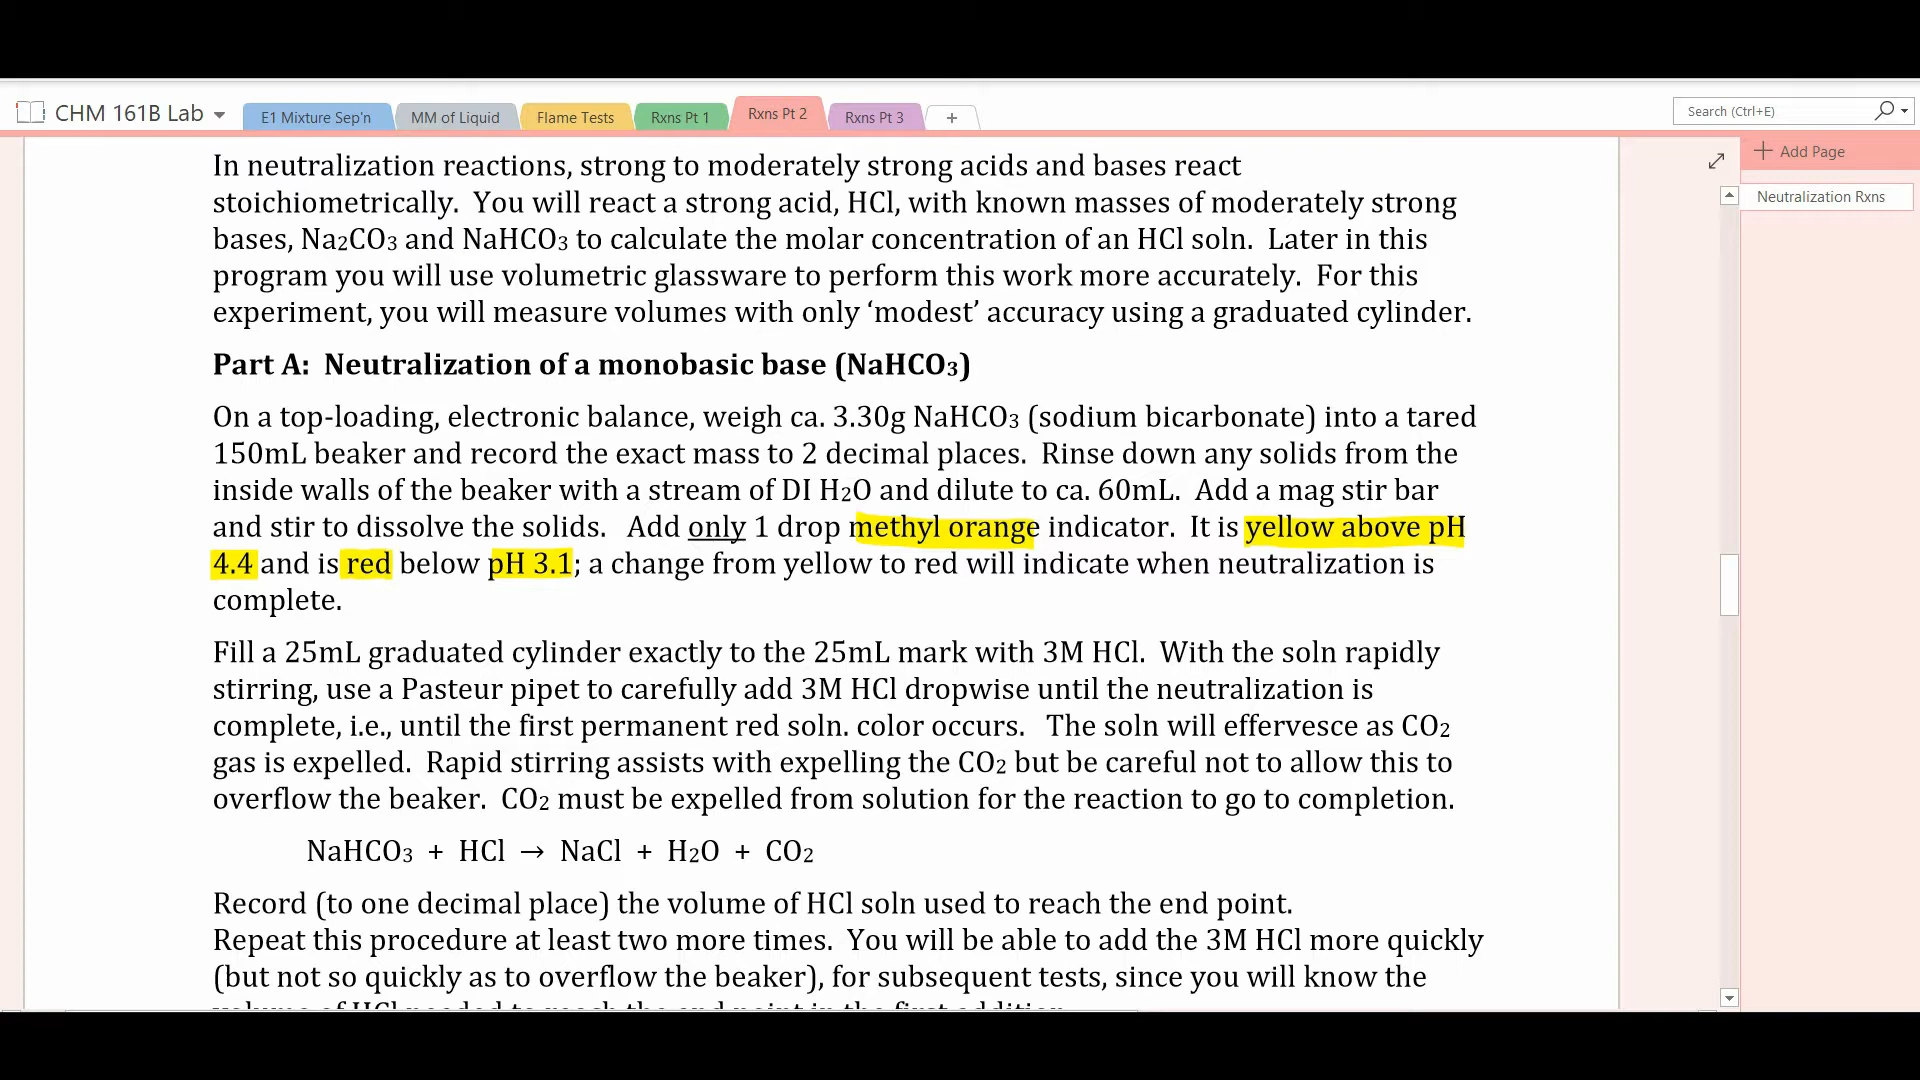 CHM 161B Lab
E1 Mixture Sep'n
MM of Liquid
Flame Tests
Rxns Pt 1
Rxns Pt 2
Rxns Pt 3
+
Search (Ctrl+E)
Add Page
Neutralization Rxns
In neutralization reactions, strong to moderately strong acids and bases react
stoichiometrically. You will react a strong acid, HCl, with known masses of moderately strong
bases, Na2CO3 and NaHCO3 to calculate the molar concentration of an HCl soln. Later in this
program you will use volumetric glassware to perform this work more accurately. For this
experiment, you will measure volumes with only ‘modest’ accuracy using a graduated cylinder.
Part A: Neutralization of a monobasic base (NaHCO3)
On a top-loading, electronic balance, weigh ca. 3.30g NaHCO3 (sodium bicarbonate) into a tared
150mL beaker and record the exact mass to 2 decimal places. Rinse down any solids from the
inside walls of the beaker with a stream of DI H2O and dilute to ca. 60mL. Add a mag stir bar
and stir to dissolve the solids. Add only 1 drop methyl orange indicator. It is yellow above pH
4.4 and is red below pH 3.1; a change from yellow to red will indicate when neutralization is
complete.
Fill a 25mL graduated cylinder exactly to the 25mL mark with 3M HCl. With the soln rapidly
stirring, use a Pasteur pipet to carefully add 3M HCl dropwise until the neutralization is
complete, i.e., until the first permanent red soln. color occurs. The soln will effervesce as CO2
gas is expelled. Rapid stirring assists with expelling the CO2 but be careful not to allow this to
overflow the beaker. CO2 must be expelled from solution for the reaction to go to completion.
NaHCO3 + HCl → NaCl + H2O + CO2
Record (to one decimal place) the volume of HCl soln used to reach the end point.
Repeat this procedure at least two more times. You will be able to add the 3M HCl more quickly
(but not so quickly as to overflow the beaker), for subsequent tests, since you will know the
volume of HCl needed to reach the end point in the first addition